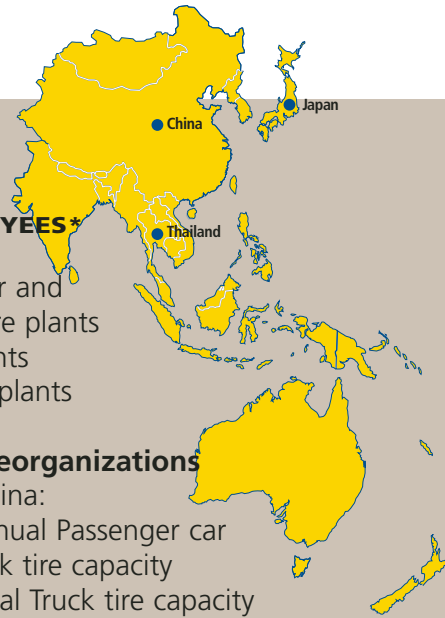 Japan
China
YEES*
Thailand
r and
re plants
nts
plants
eorganizations
ina:
nual Passenger car
k tire capacity
al Truck tire capacity